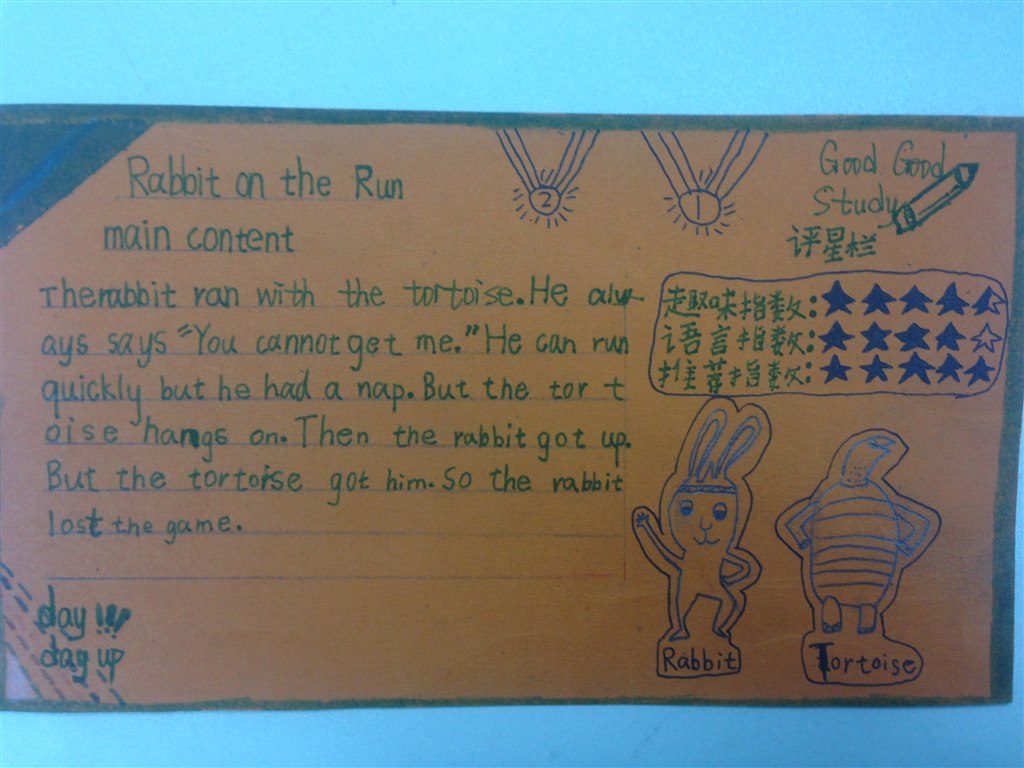 Rabbit on the Run
main content
The rabbit ran with the tortoise. He alw-
ays says "You cannot get me." He can run
quickly but he had a nap. But the tort
oise hangs on. Then the rabbit got up.
But the tortoise got him. So the rabbit
lost the game.
day!!!
day up
2
1
Good Good
Study
评星栏
趣味指数:★★★★⯪
语言指数:★★★★☆
推荐指数:★★★★★
Rabbit
Tortoise